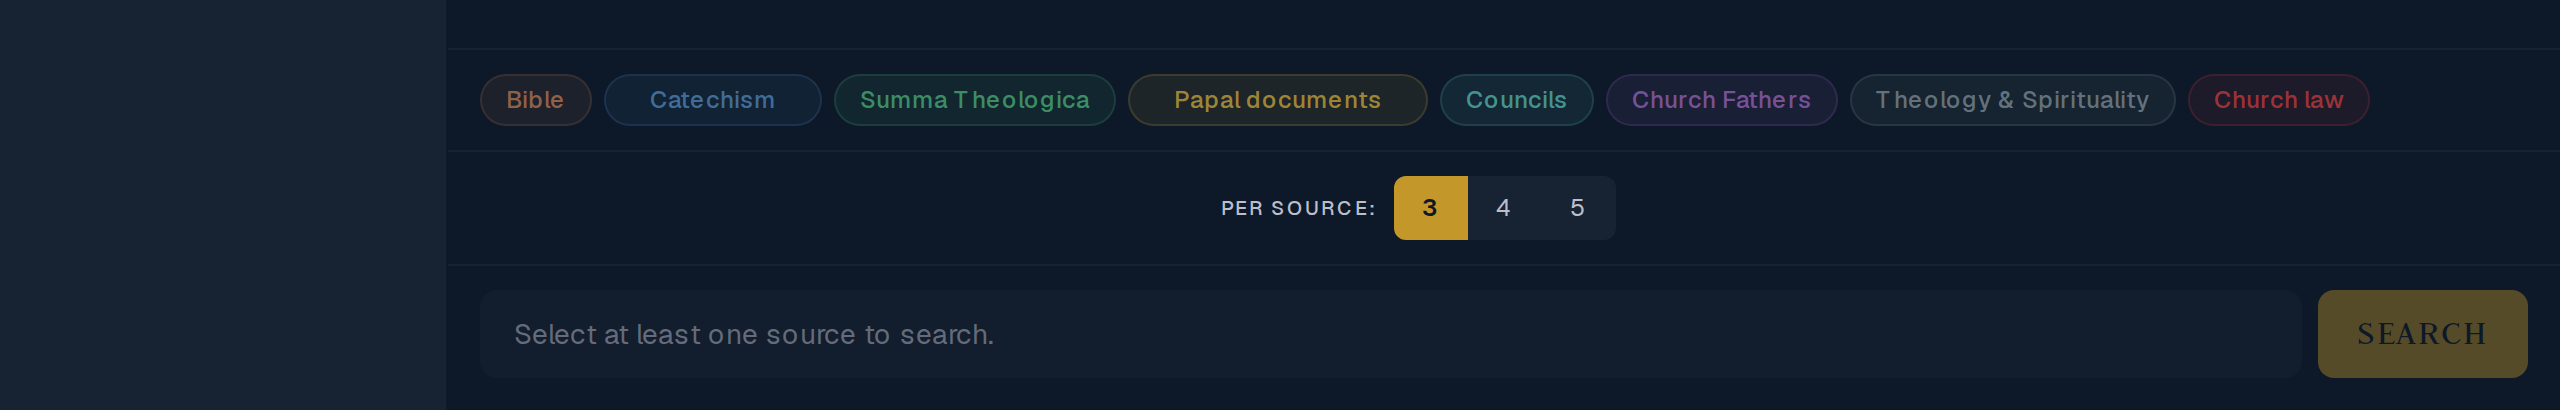 Bible Catechism Summa Theologica Papal documents Councils Church Fathers Theology & Spirituality Church law
PER SOURCE: 3 4 5
Select at least one source to search. SEARCH